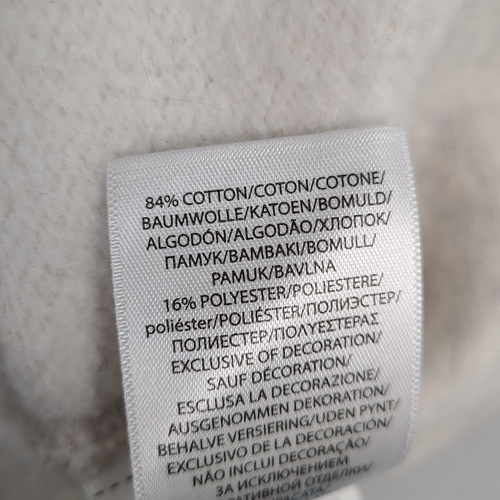 84% COTTON/COTON/COTONE/
BAUMWOLLE/KATOEN/BOMULD/
ALGODÓN/ALGODÃO/ХЛОПОК/
ПАМУК/ΒΑΜΒΑΚΙ/BOMULL/
PAMUK/BAVLNA
16% POLYESTER/POLIESTERE/
poliéster/POLIÉSTER/ПОЛИЭСТЕР/
ПОЛИЕСТЕР/ΠΟΛΥΕΣΤΕΡΑΣ
EXCLUSIVE OF DECORATION/
SAUF DÉCORATION/
ESCLUSA LA DECORAZIONE/
AUSGENOMMEN DEKORATION/
BEHALVE VERSIERING/UDEN PYNT/
EXCLUSIVO DE LA DECORACIÓN/
NÃO INCLUI DECORAÇÃO/
ЗА ИСКЛЮЧЕНИЕМ
ОТДЕЛКИ/